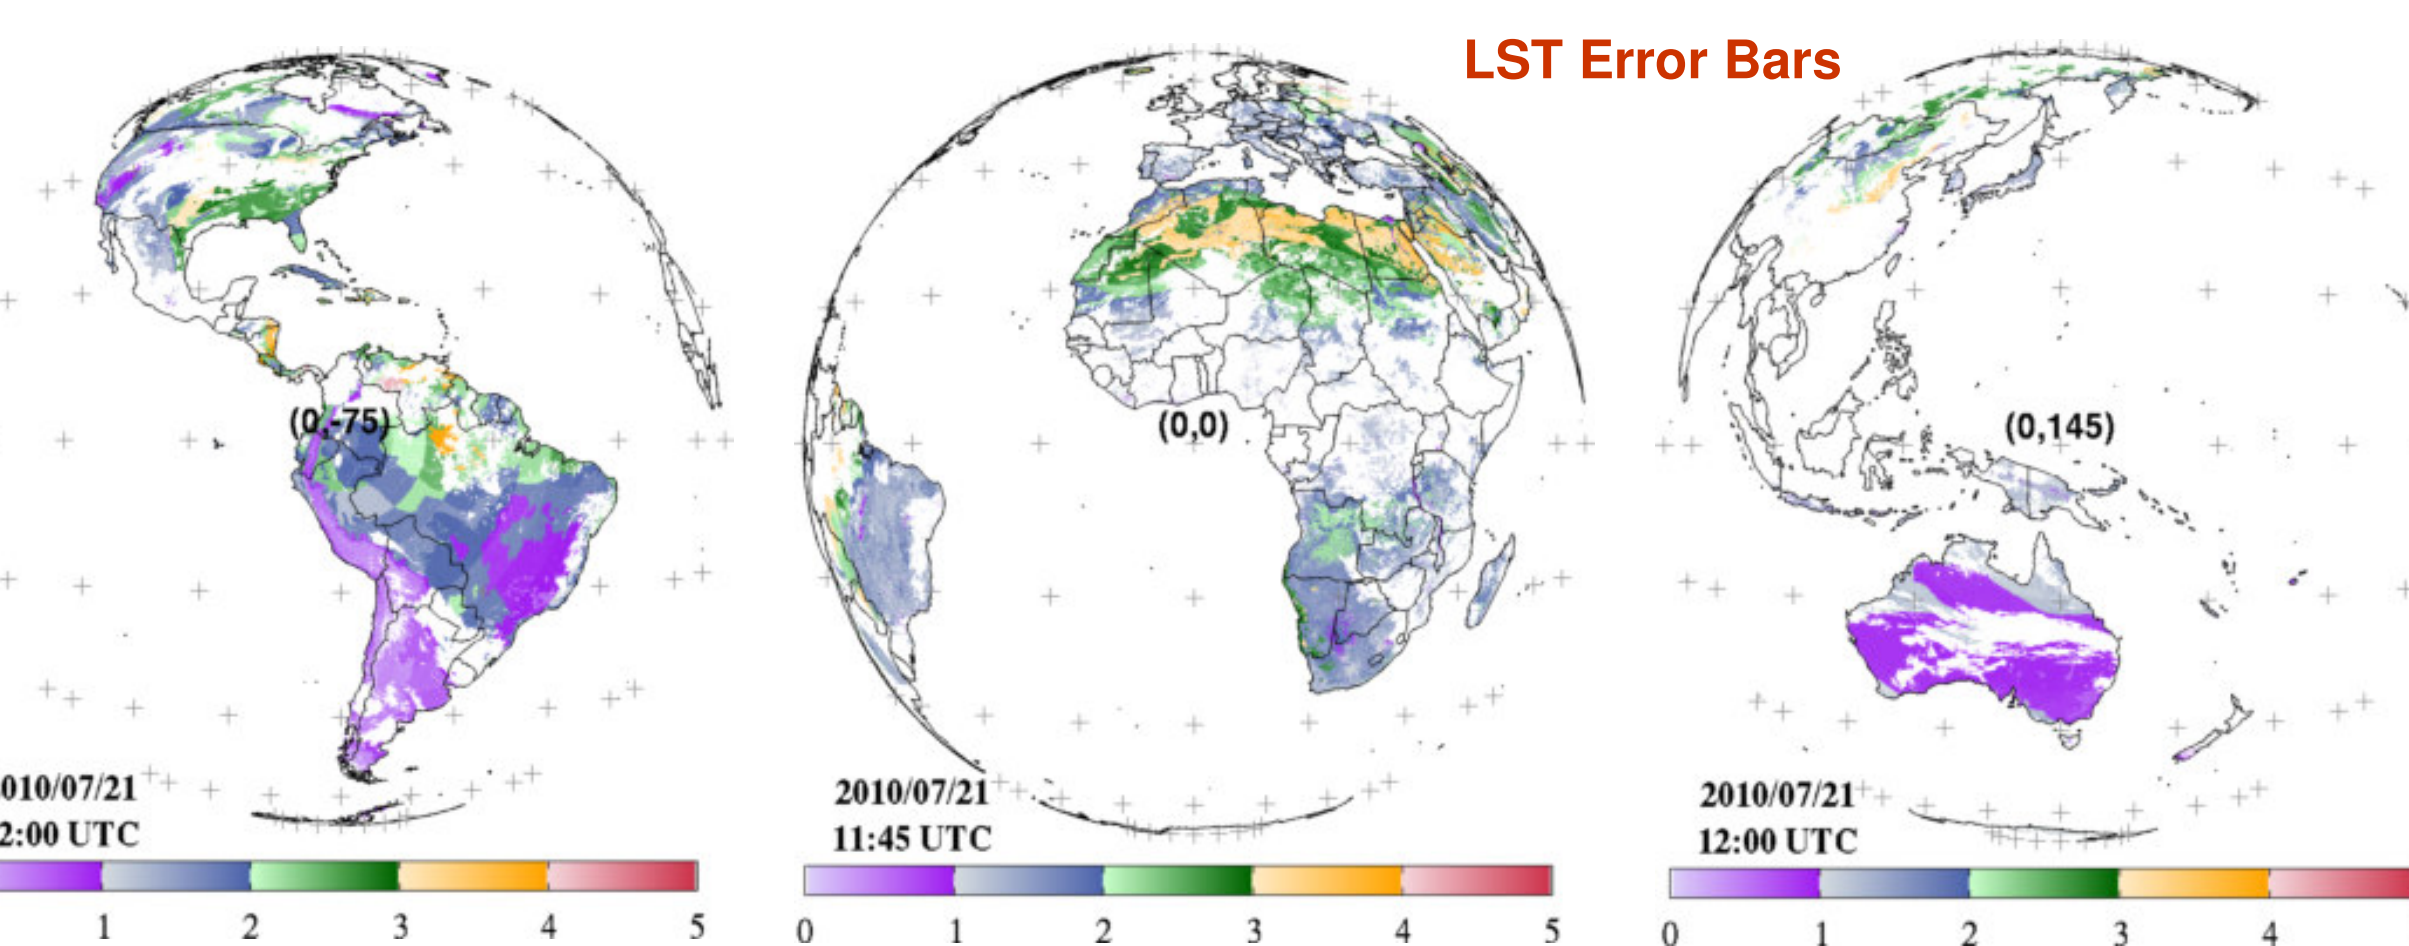 LST Error Bars
(0,-75)
(0,0)
(0,145)
010/07/21
2:00 UTC
2010/07/21
11:45 UTC
2010/07/21
12:00 UTC
1 2 3 4 5
0 1 2 3 4 5
0 1 2 3 4